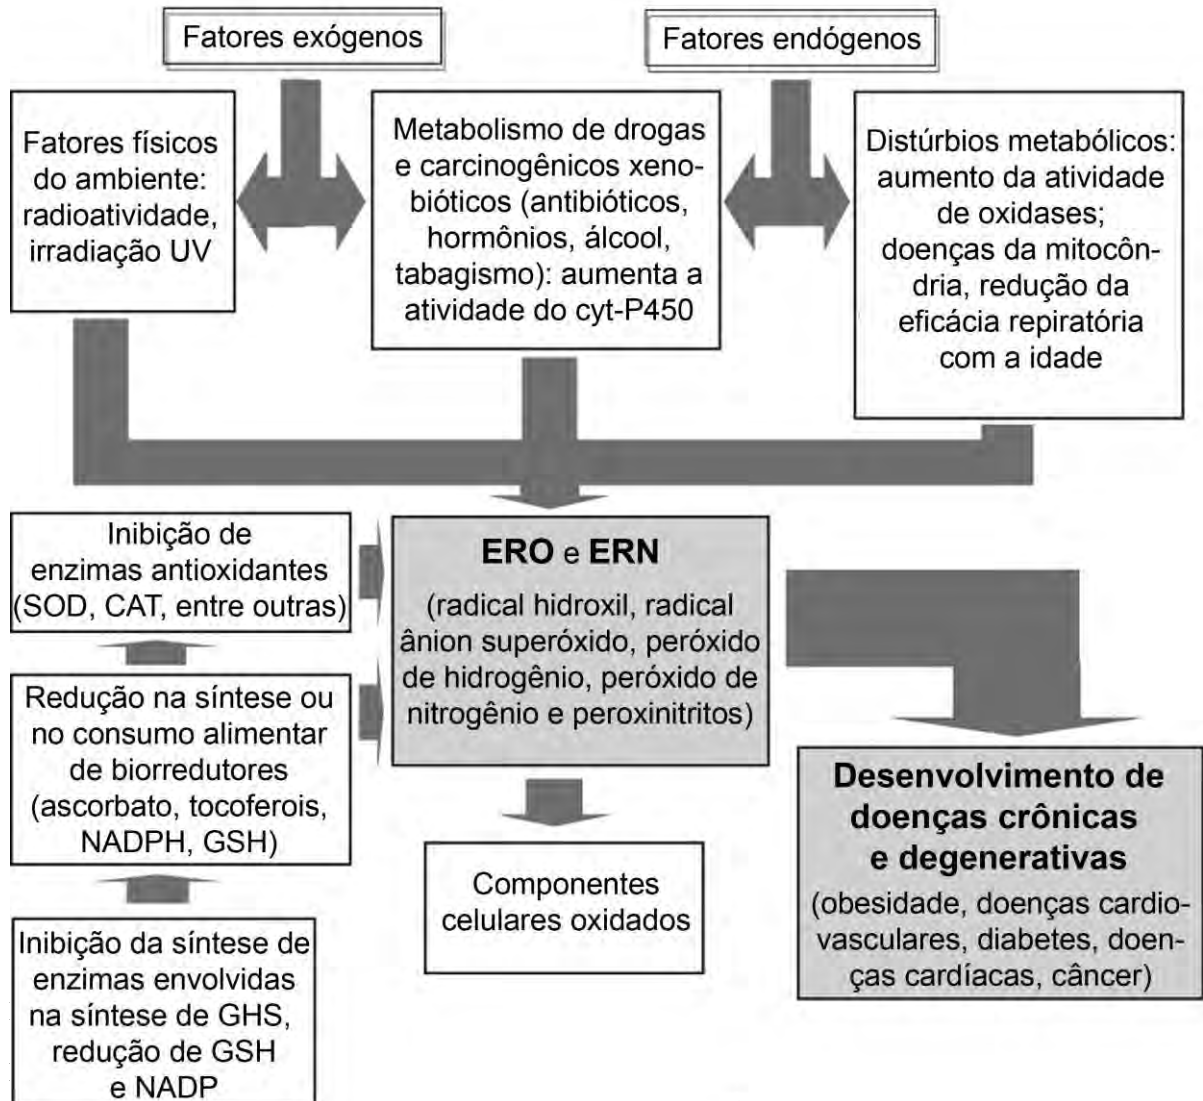 Fatores exógenos
Fatores endógenos
Fatores físicos
do ambiente:
radioatividade,
irradiação UV
Metabolismo de drogas
e carcinogênicos xeno-
bióticos (antibióticos,
hormônios, álcool,
tabagismo): aumenta a
atividade do cyt-P450
Distúrbios metabólicos:
aumento da atividade
de oxidases;
doenças da mitocôn-
dria, redução da
eficácia repiratória
com a idade
Inibição de
enzimas antioxidantes
(SOD, CAT, entre outras)
ERO e ERN
(radical hidroxil, radical
ânion superóxido, peróxido
de hidrogênio, peróxido de
nitrogênio e peroxinitritos)
Redução na síntese ou
no consumo alimentar
de biorredutores
(ascorbato, tocoferois,
NADPH, GSH)
Desenvolvimento de
doenças crônicas
e degenerativas
(obesidade, doenças cardio-
vasculares, diabetes, doen-
ças cardíacas, câncer)
Componentes
celulares oxidados
Inibição da síntese de
enzimas envolvidas
na síntese de GHS,
redução de GSH
e NADP